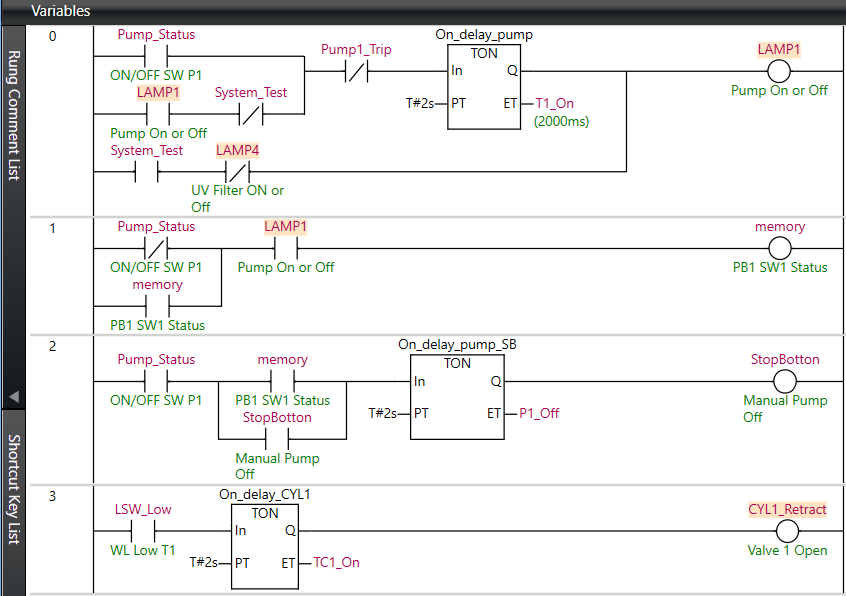 Variables
Rung Comment List
Shortcut Key List
0
Pump_Status
ON/OFF SW P1
LAMP1
Pump On or Off
System_Test
Pump1_Trip
On_delay_pump
TON
In
Q
T#2s
PT
ET
T1_On
(2000ms)
LAMP1
Pump On or Off
System_Test
LAMP4
UV Filter ON or
Off
1
Pump_Status
ON/OFF SW P1
LAMP1
Pump On or Off
memory
PB1 SW1 Status
memory
PB1 SW1 Status
2
Pump_Status
ON/OFF SW P1
memory
PB1 SW1 Status
StopBotton
Manual Pump
Off
On_delay_pump_SB
TON
In
Q
T#2s
PT
ET
P1_Off
StopBotton
Manual Pump
Off
3
LSW_Low
WL Low T1
On_delay_CYL1
TON
In
Q
T#2s
PT
ET
TC1_On
CYL1_Retract
Valve 1 Open